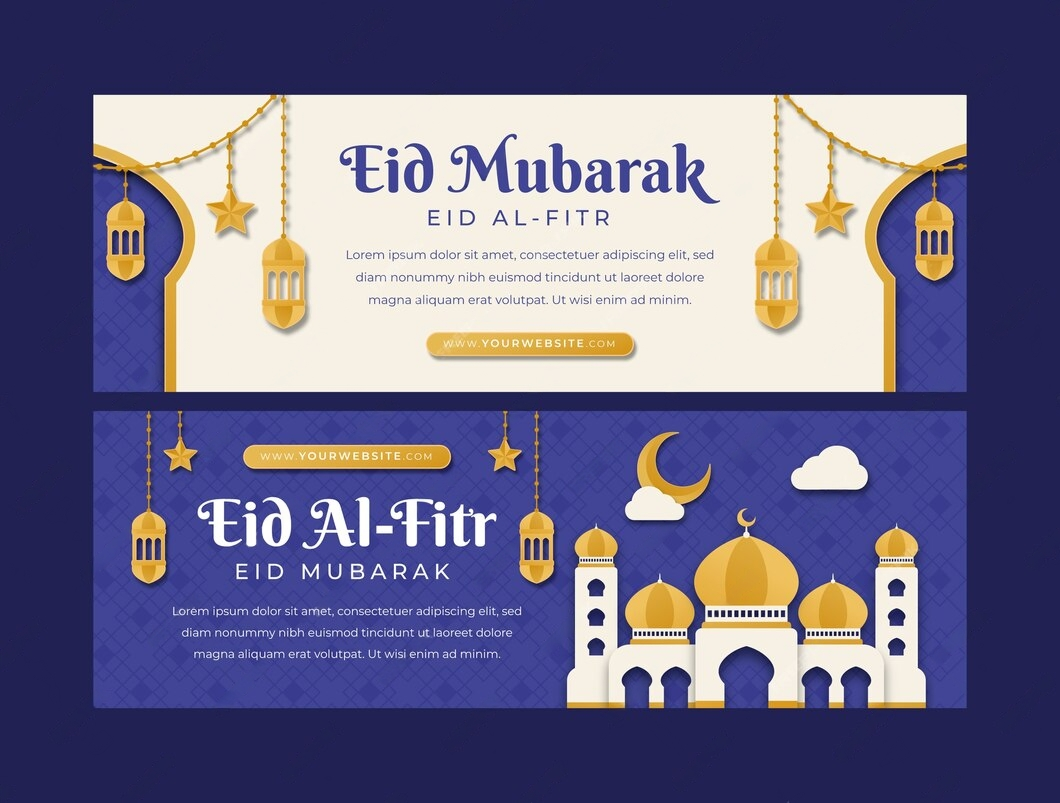 Eid Mubarak
EID AL-FITR
Lorem ipsum dolor sit amet, consectetuer adipiscing elit, sed
diam nonummy nibh euismod tincidunt ut laoreet dolore
magna aliquam erat volutpat. Ut wisi enim ad minim.
WWW.YOURWEBSITE.COM
WWW.YOURWEBSITE.COM
Eid Al-Fitr
EID MUBARAK
Lorem ipsum dolor sit amet, consectetuer adipiscing elit, sed
diam nonummy nibh euismod tincidunt ut laoreet dolore
magna aliquam erat volutpat. Ut wisi enim ad minim.